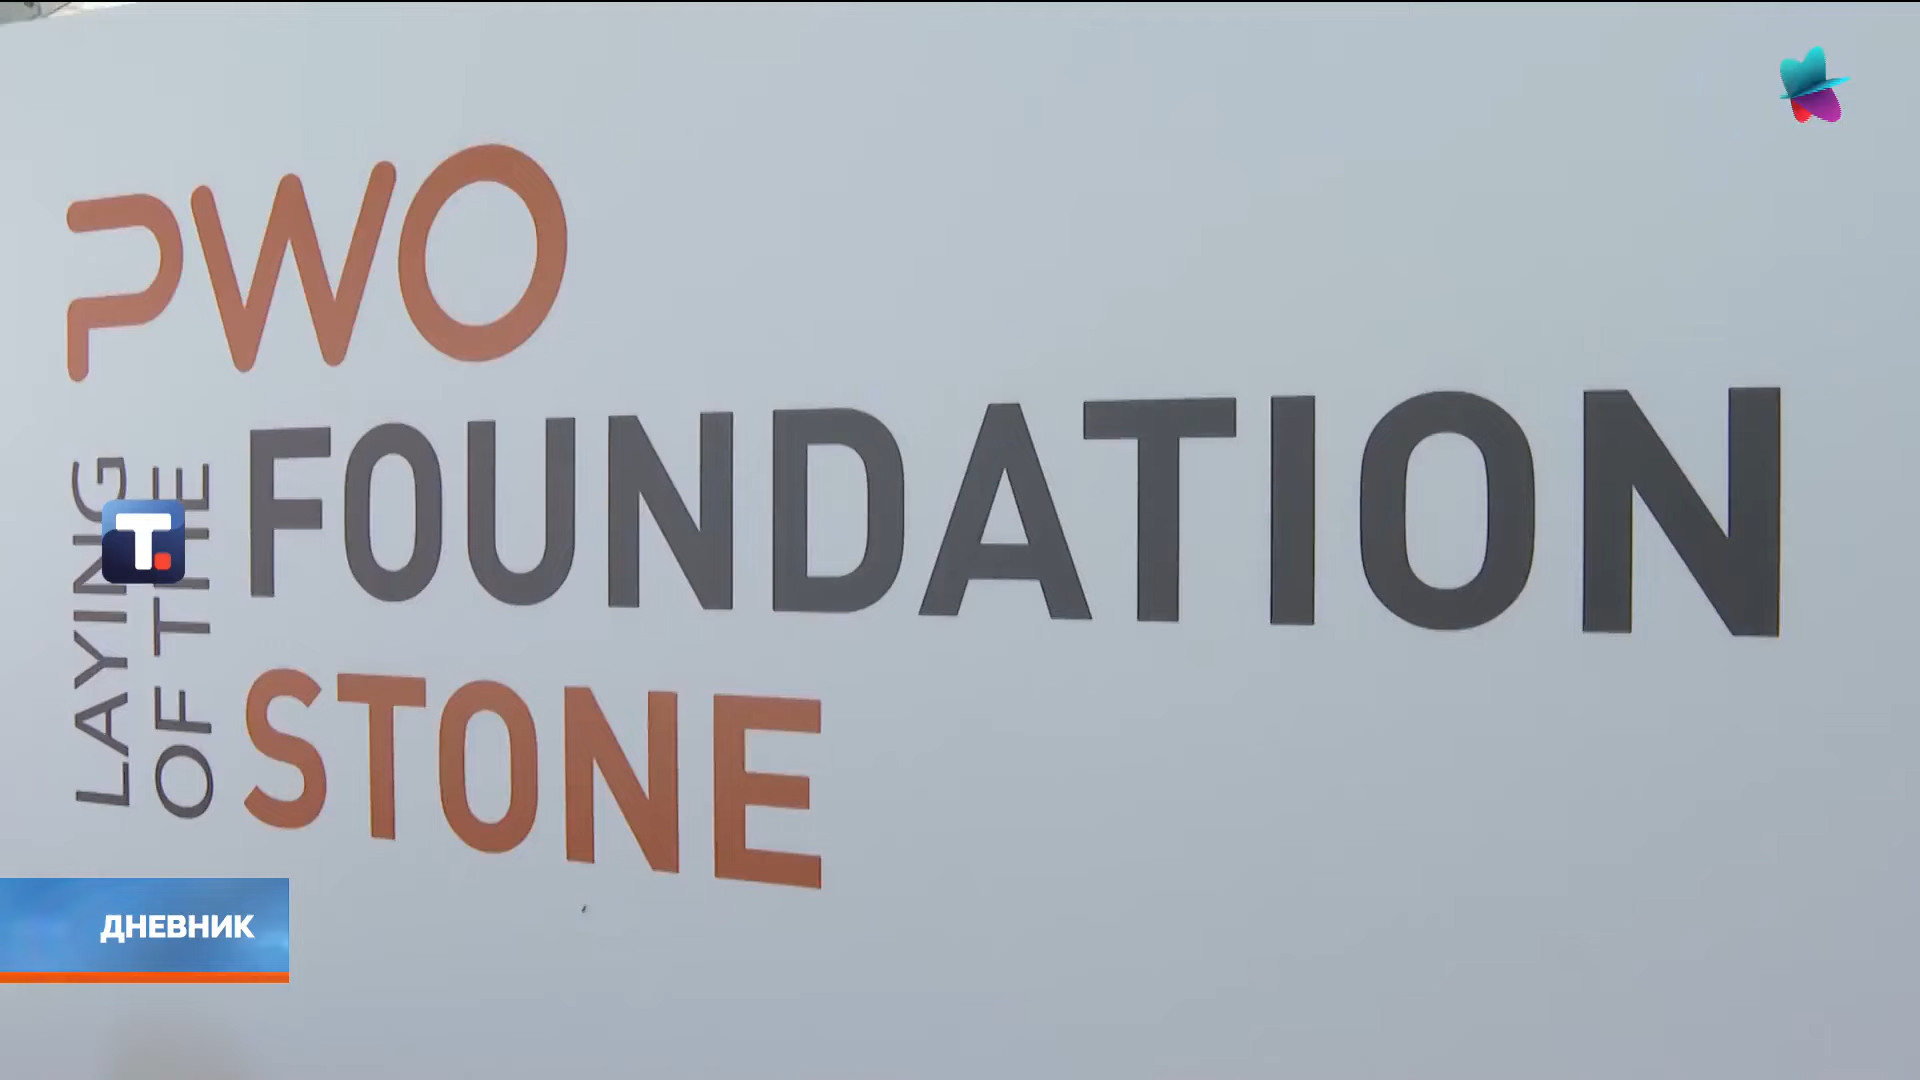 PWO
LAYING
OF THE
FOUNDATION
STONE
T.
ДНЕВНИК